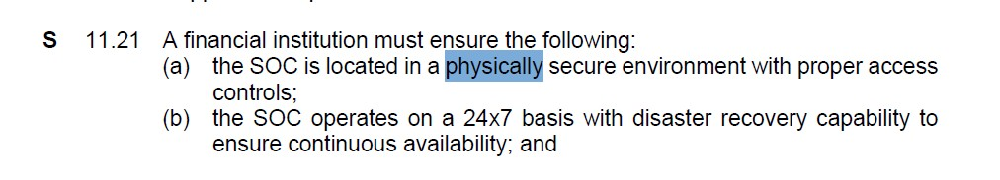 S 11.21 A financial institution must ensure the following:
(a) the SOC is located in a physically secure environment with proper access
controls;
(b) the SOC operates on a 24x7 basis with disaster recovery capability to
ensure continuous availability; and